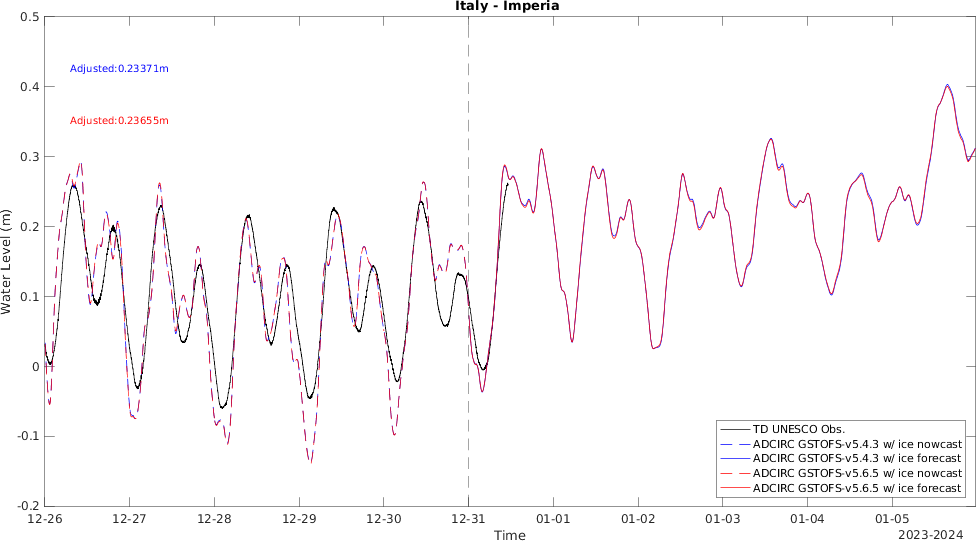 Italy - Imperia
0.5
0.4
0.3
0.2
0.1
0
-0.1
-0.2
Water Level (m)
Adjusted:0.23371m
Adjusted:0.23655m
TD UNESCO Obs.
ADCIRC GSTOFS-v5.4.3 w/ ice nowcast
ADCIRC GSTOFS-v5.4.3 w/ ice forecast
ADCIRC GSTOFS-v5.6.5 w/ ice nowcast
ADCIRC GSTOFS-v5.6.5 w/ ice forecast
12-26 12-27 12-28 12-29 12-30 12-31 01-01 01-02 01-03 01-04 01-05
Time
2023-2024